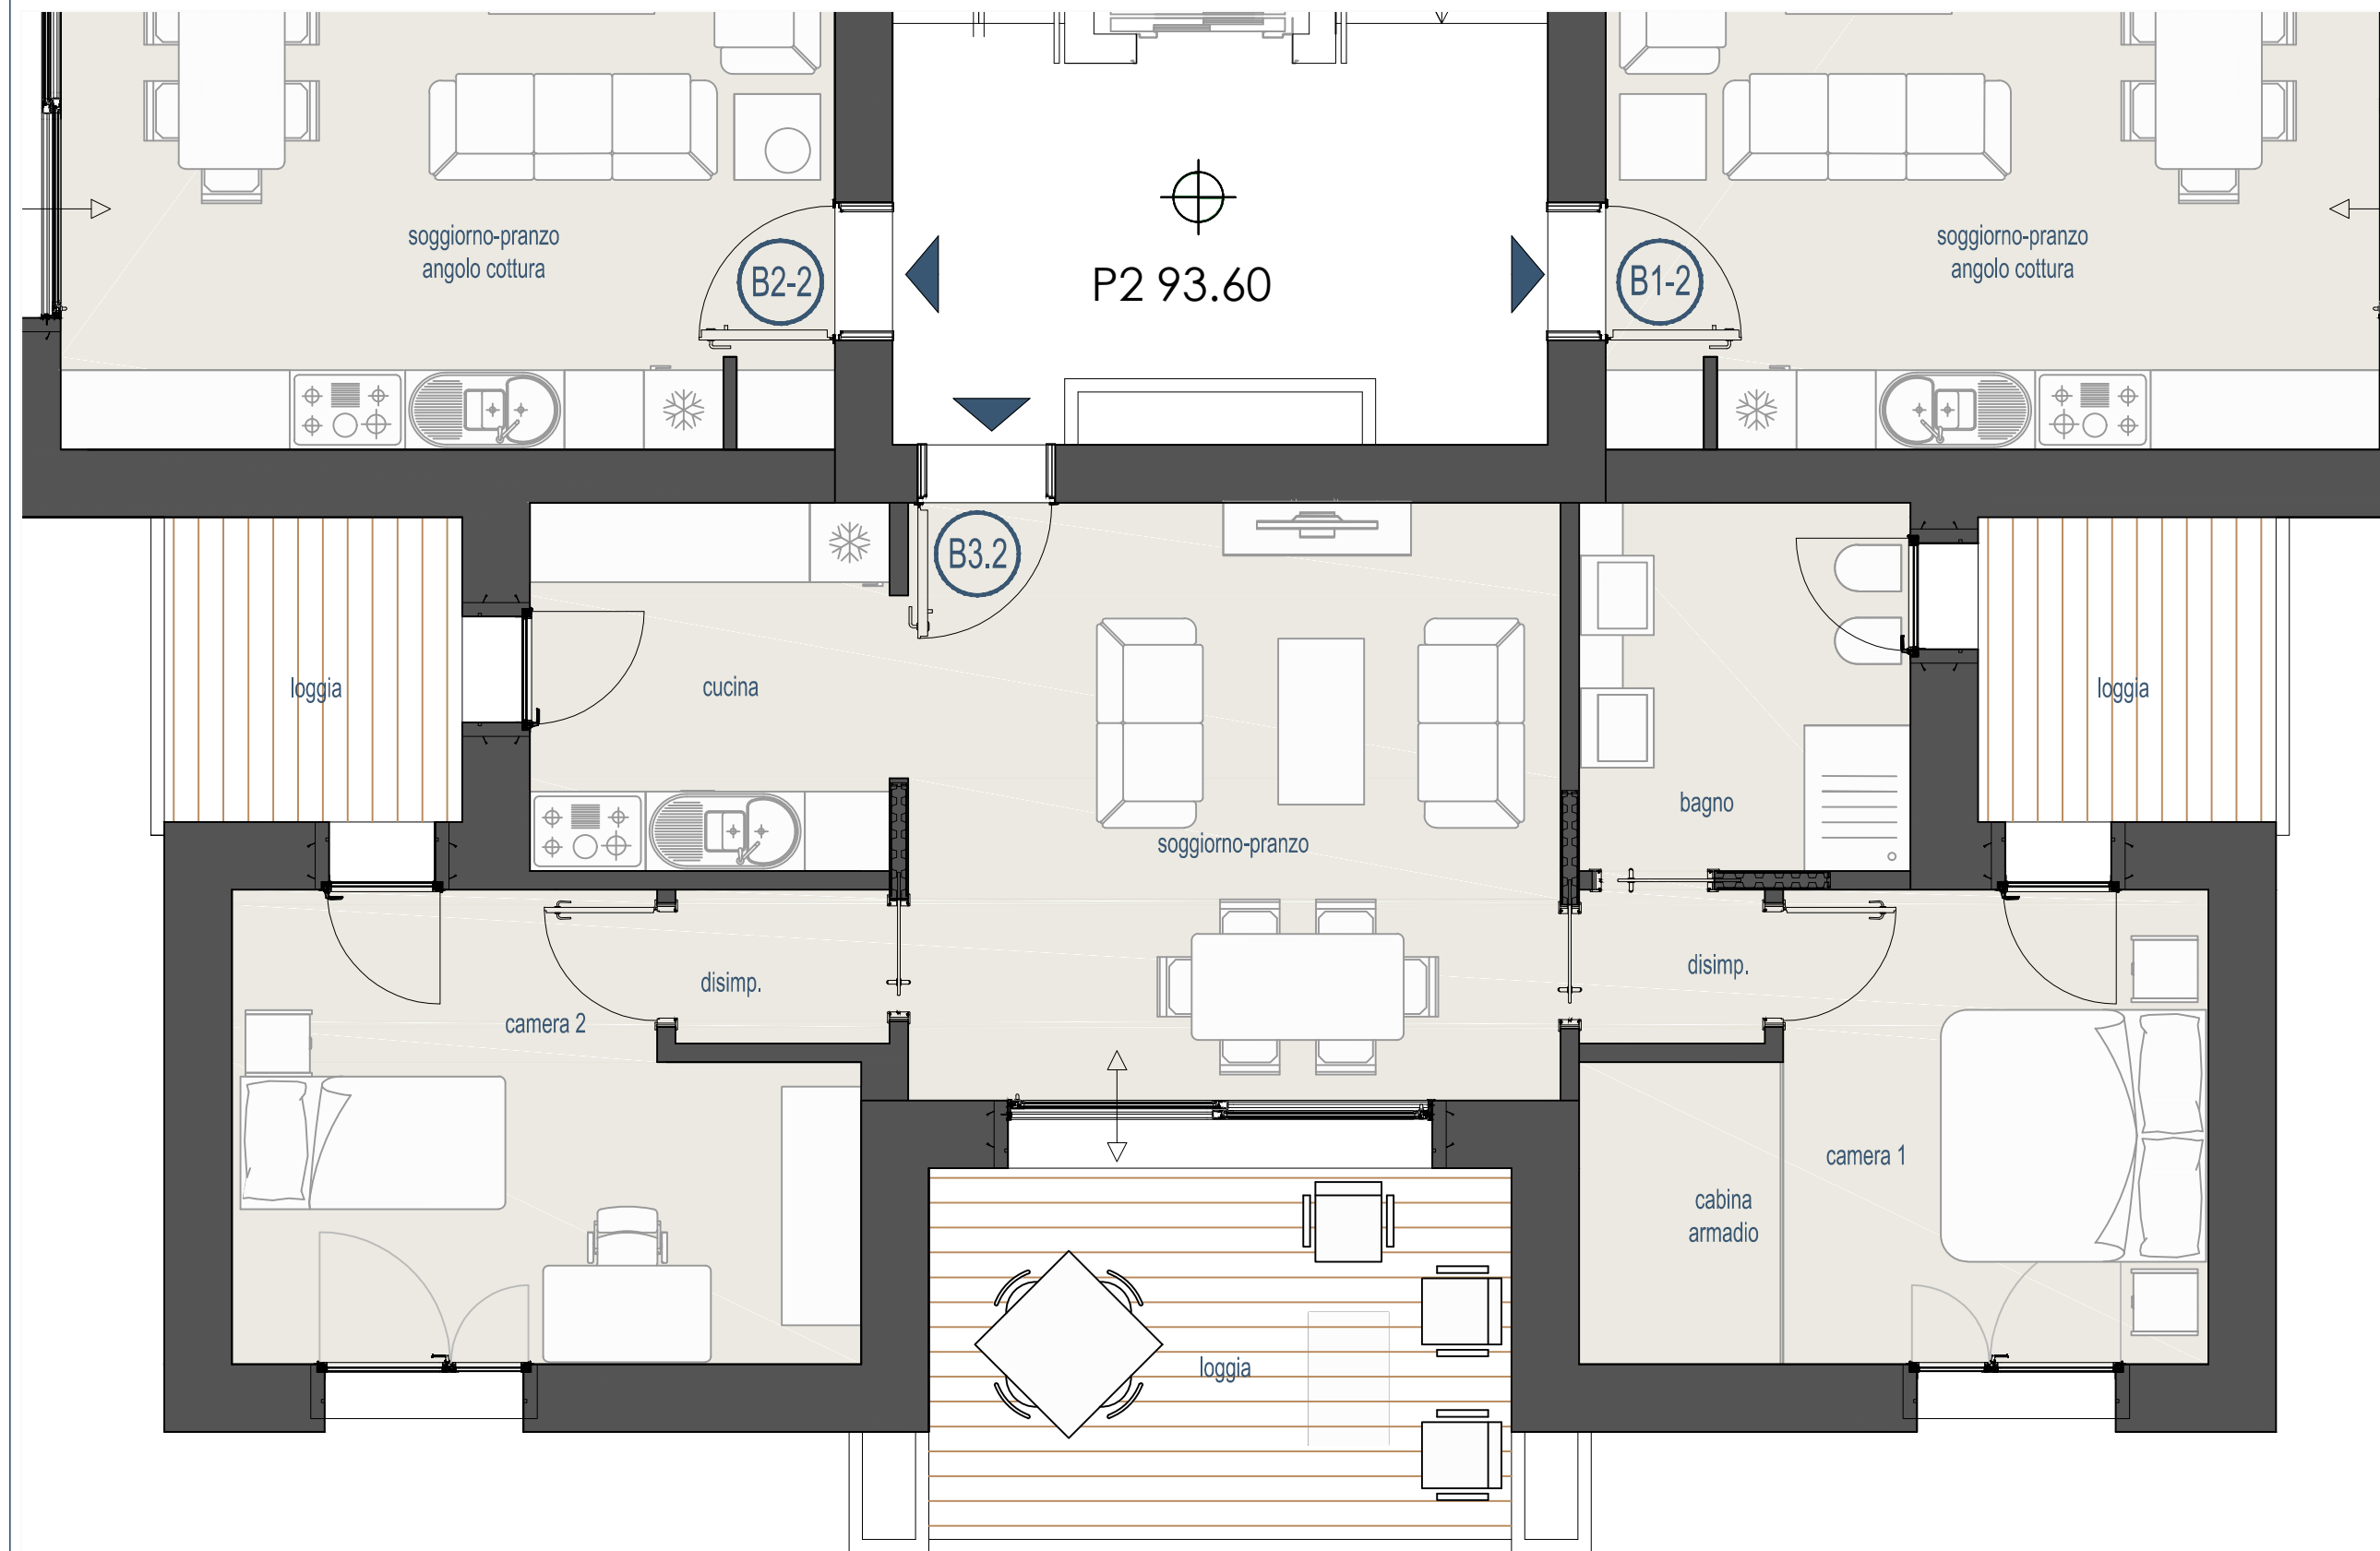 soggiorno-pranzo
angolo cottura
B2-2
P2 93.60
B1-2
soggiorno-pranzo
angolo cottura
B3.2
loggia
cucina
loggia
bagno
soggiorno-pranzo
disimp.
disimp.
camera 2
camera 1
cabina
armadio
loggia